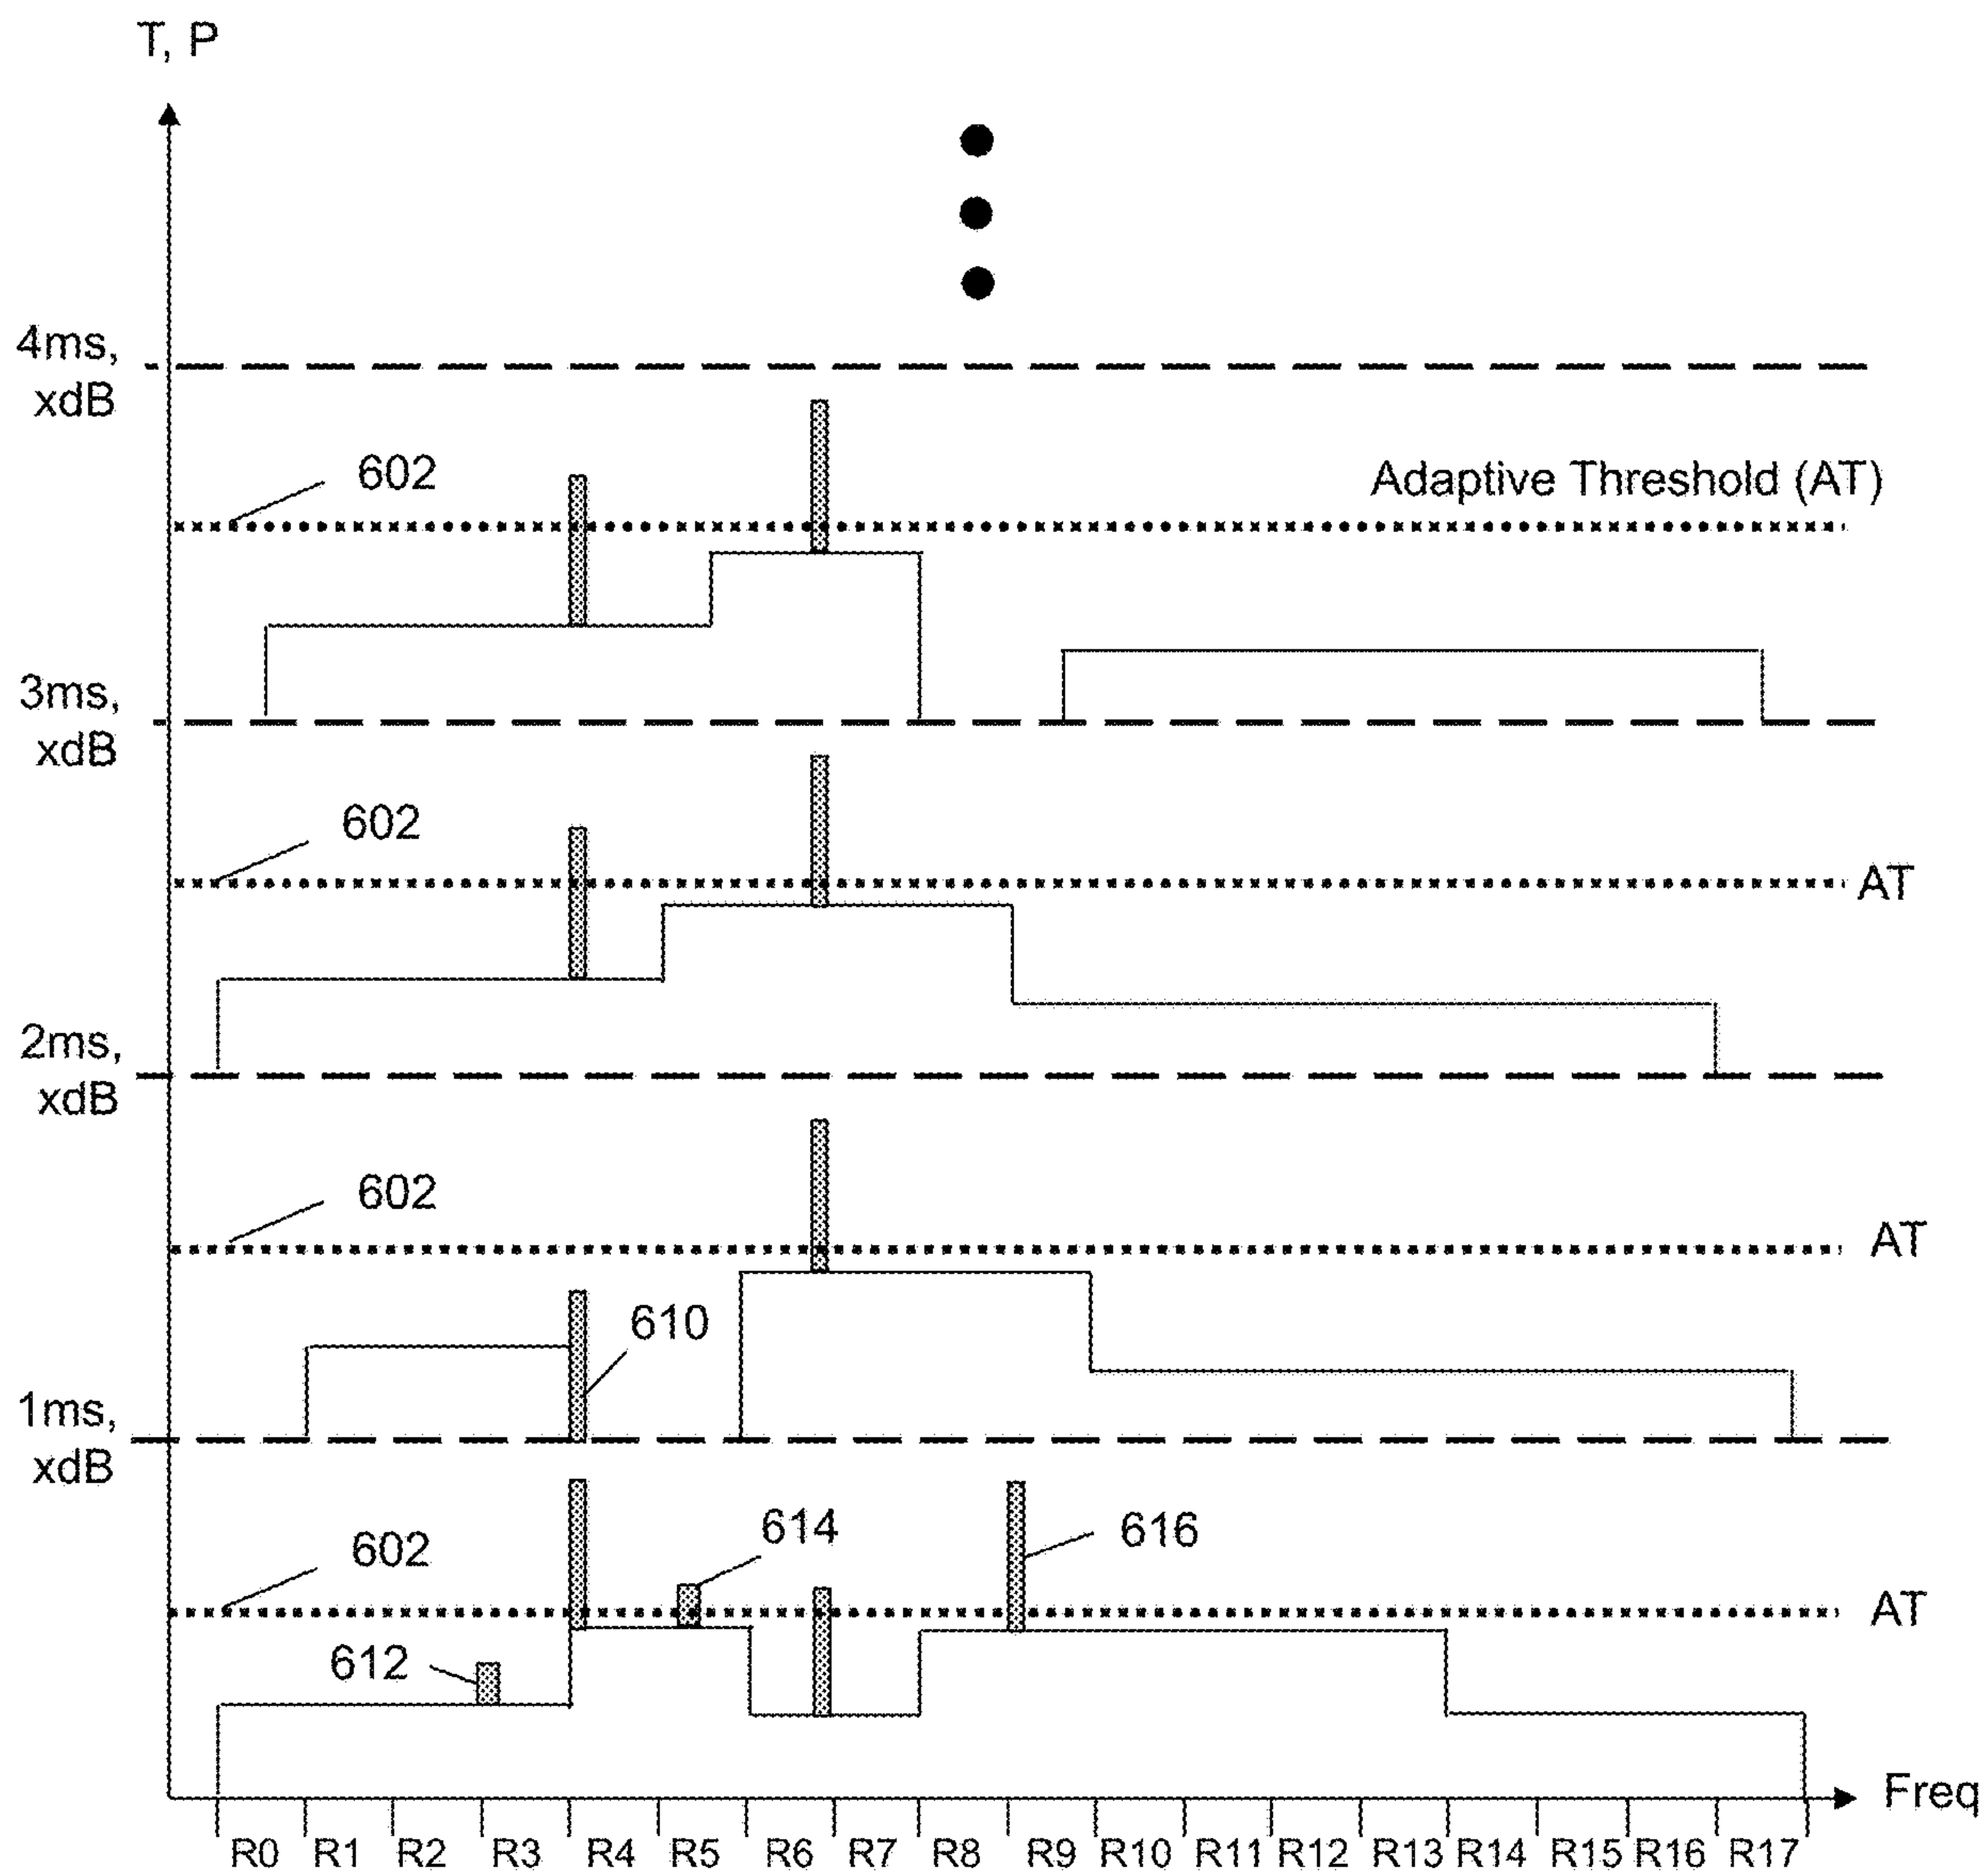 T, P
4ms,
xdB
602
Adaptive Threshold (AT)
3ms,
xdB
602
AT
2ms,
xdB
602
AT
610
1ms,
xdB
602
614
616
AT
612
Freq
R0 R1 R2 R3 R4 R5 R6 R7 R8 R9 R10 R11 R12 R13 R14 R15 R16 R17